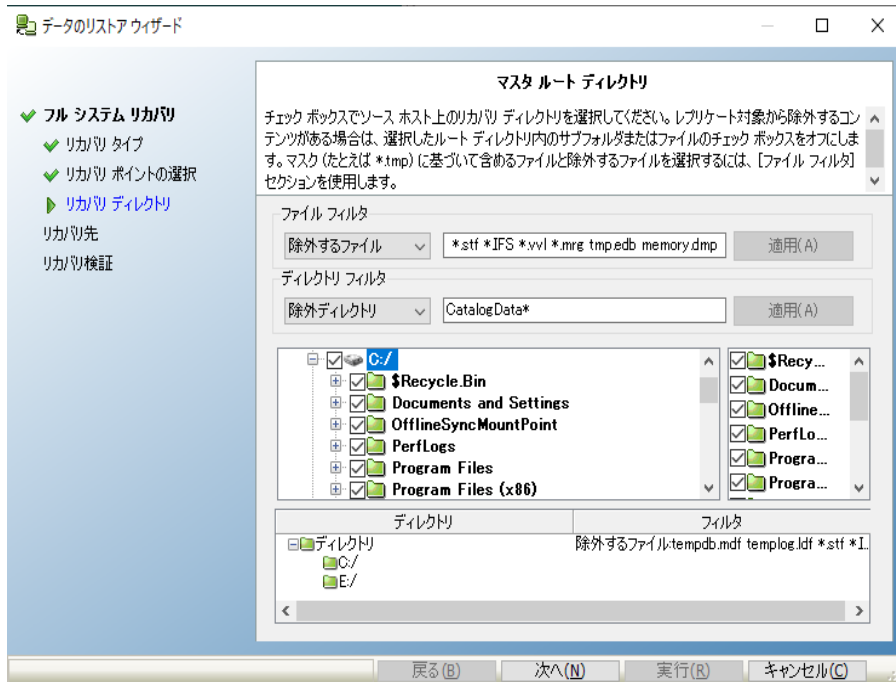 データのリストア ウィザード
フル システム リカバリ
リカバリ タイプ
リカバリ ポイントの選択
リカバリ ディレクトリ
リカバリ先
リカバリ検証
マスタ ルート ディレクトリ
チェック ボックスでソース ホスト上のリカバリ ディレクトリを選択してください。レプリケート対象から除外するコン
テンツがある場合は、選択したルート ディレクトリ内のサブフォルダまたはファイルのチェック ボックスをオフにしま
す。マスク (たとえば *.tmp) に基づいて含めるファイルと除外するファイルを選択するには、[ファイル フィルタ]
セクションを使用します。
ファイル フィルタ
除外するファイル *.stf *IFS *.vvl *.mrg tmp.edb memory.dmp 適用(A)
ディレクトリ フィルタ
除外ディレクトリ CatalogData* 適用(A)
C:/
$Recycle.Bin
Documents and Settings
OfflineSyncMountPoint
PerfLogs
Program Files
Program Files (x86)
$Recy...
Docum...
Offline...
PerfLo...
Progra...
Progra...
ディレクトリ フィルタ
ディレクトリ 除外するファイル:tempdb.mdf templog.ldf *.stf *I...
C:/
E:/
戻る(B) 次へ(N) 実行(R) キャンセル(C)